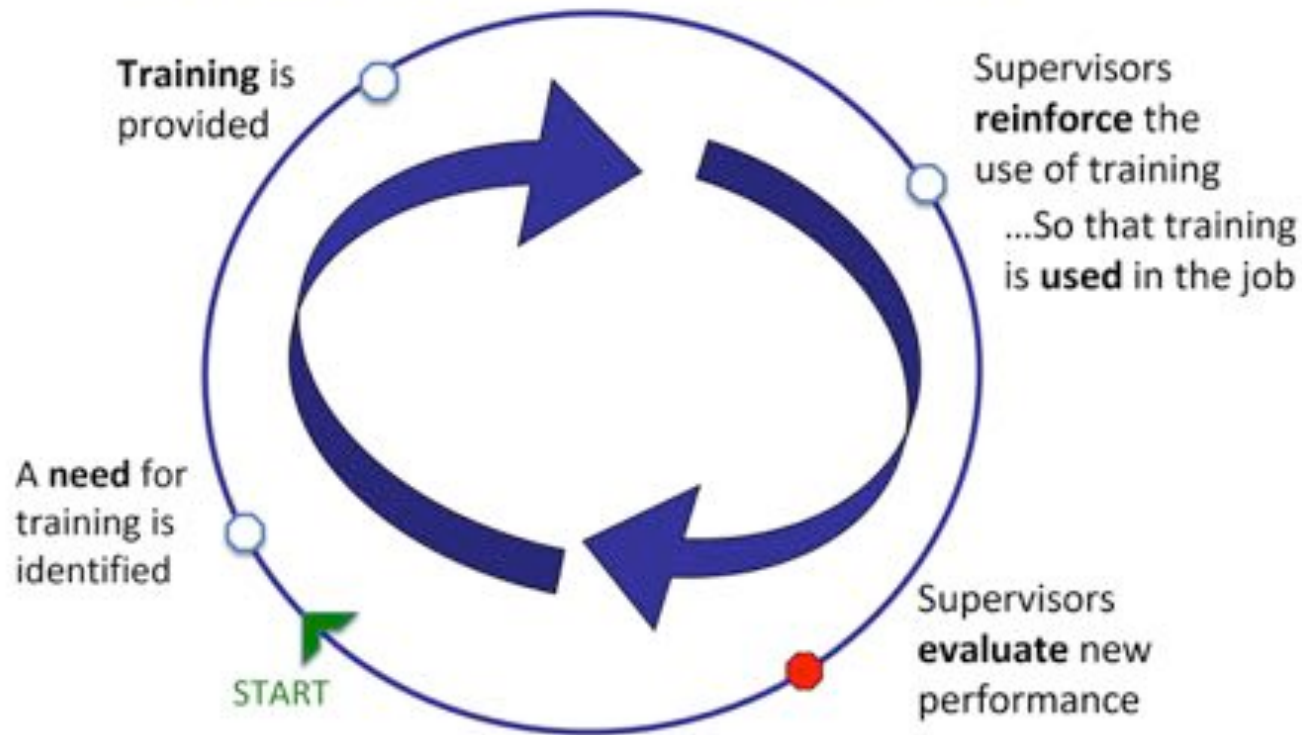 Training is
provided
Supervisors
reinforce the
use of training
...So that training
is used in the job
A need for
training is
identified
START
Supervisors
evaluate new
performance